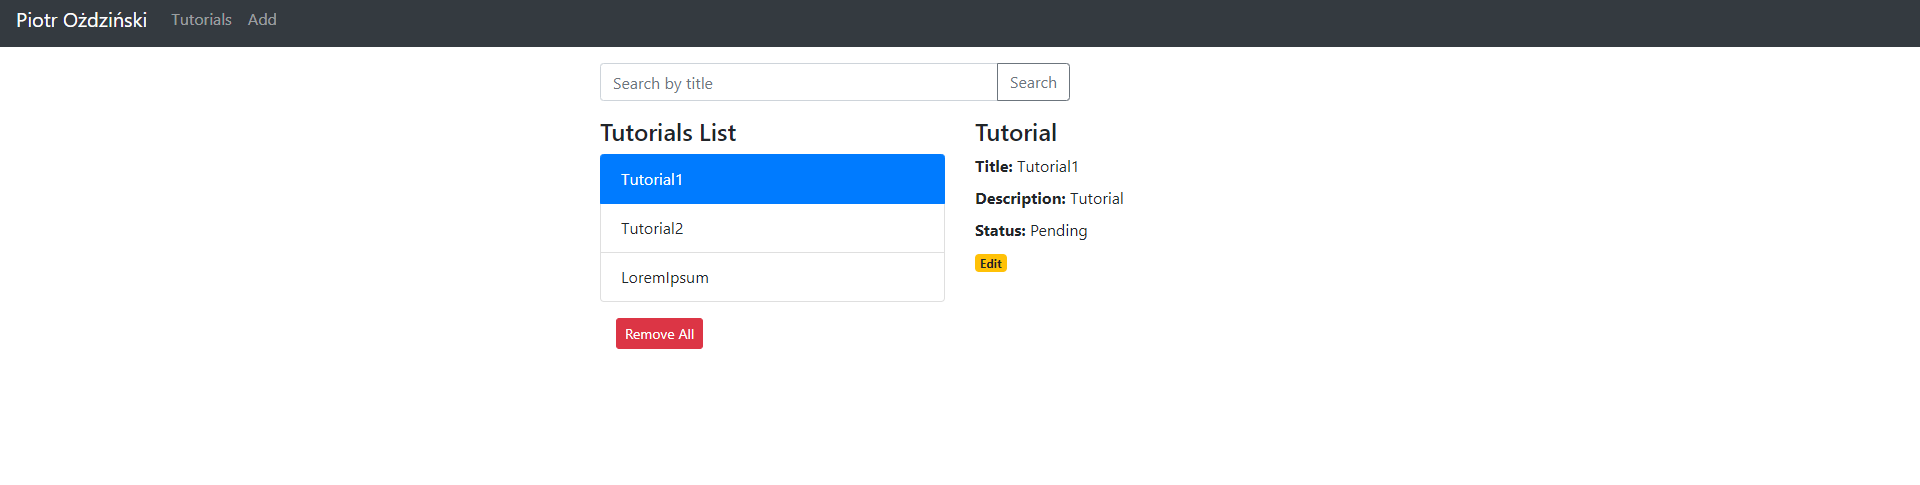 Piotr Ożdziński Tutorials Add
Search by title Search
Tutorials List
Tutorial1
Tutorial2
LoremIpsum
Remove All
Tutorial
Title: Tutorial1
Description: Tutorial
Status: Pending
Edit